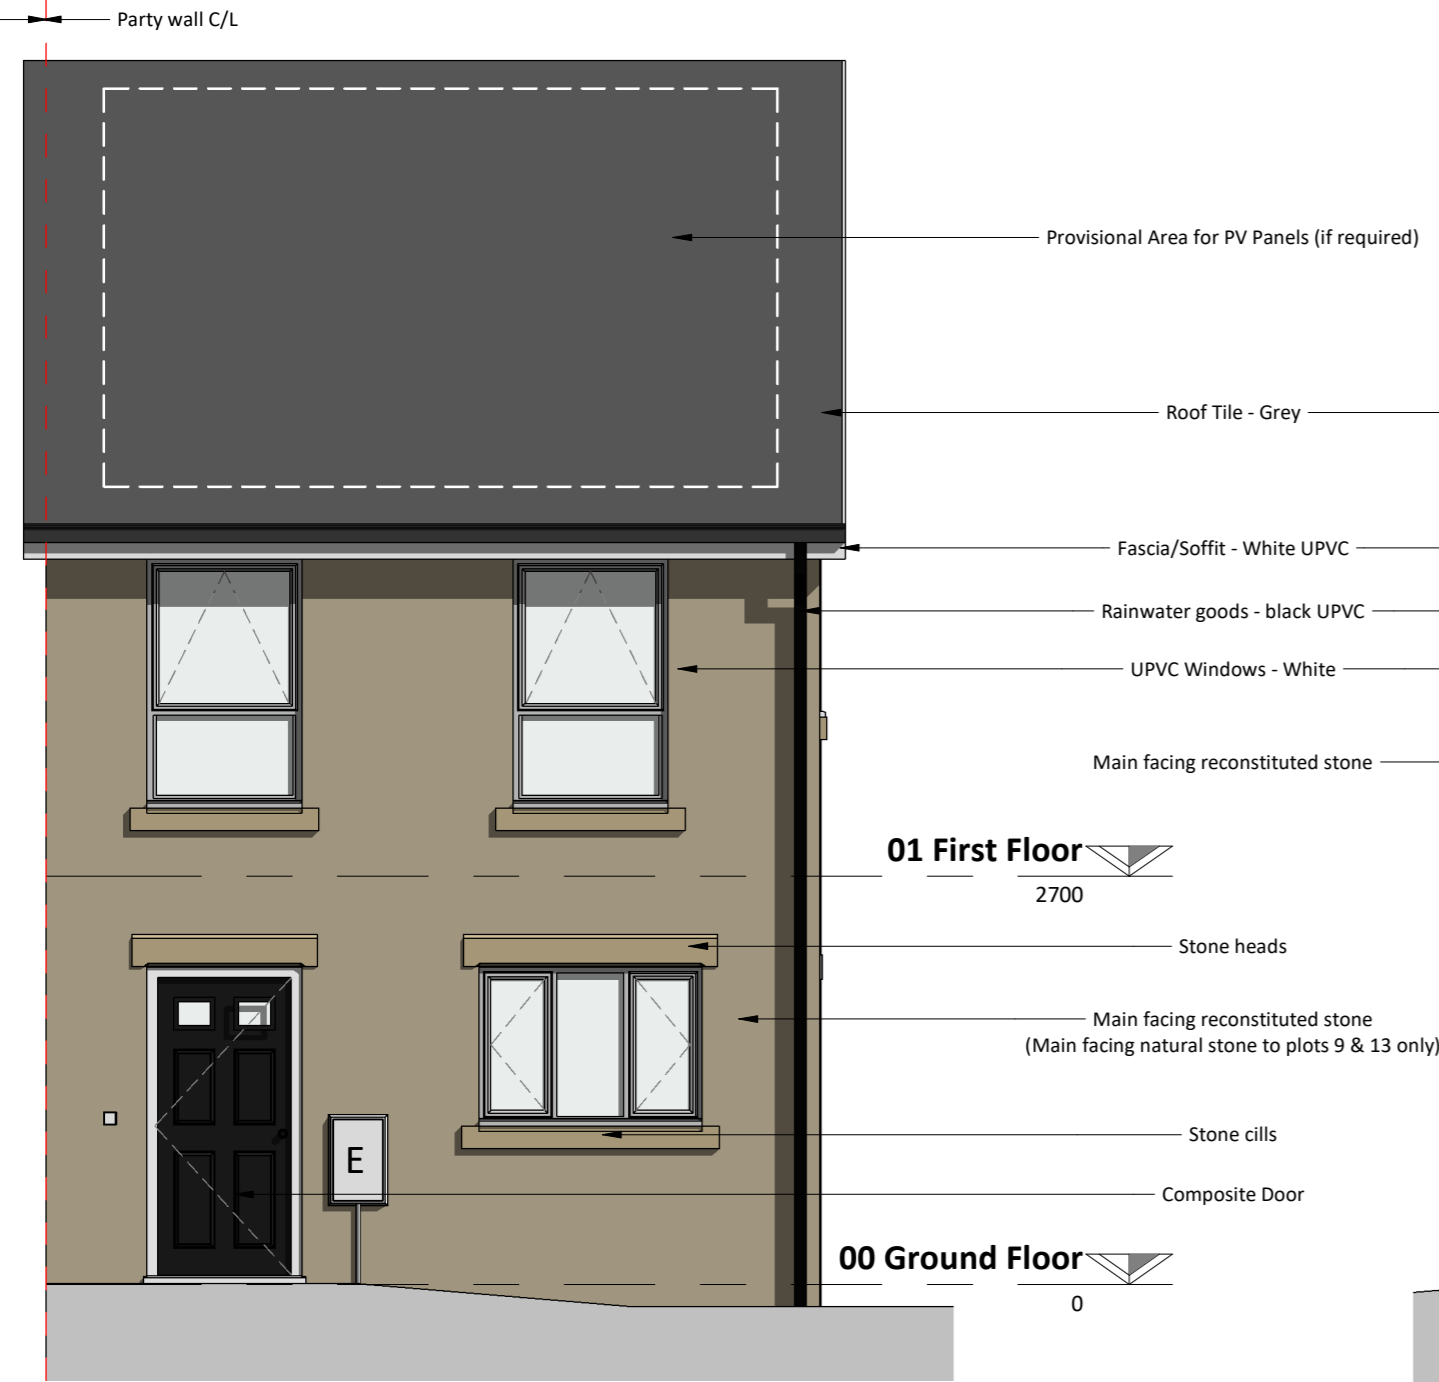 Party wall C/L
Provisional Area for PV Panels (if required)
Roof Tile - Grey
Fascia/Soffit - White UPVC
Rainwater goods - black UPVC
UPVC Windows - White
Main facing reconstituted stone
01 First Floor
2700
Stone heads
Main facing reconstituted stone
(Main facing natural stone to plots 9 & 13 only)
Stone cills
E
Composite Door
00 Ground Floor
0